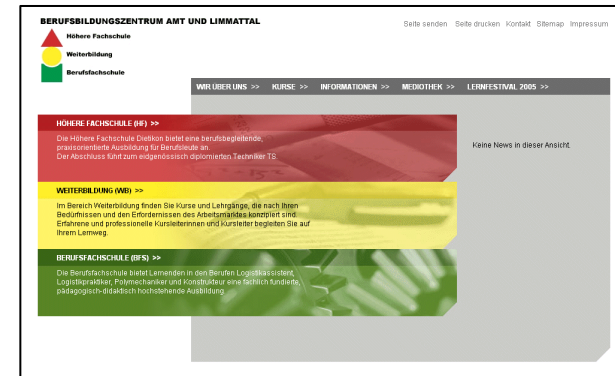 BERUFSBILDUNGSZENTRUM AMT UND LIMMATTAL
Seite senden Seite drucken Kontakt Sitemap Impressum
Höhere Fachschule
Weiterbildung
Berufsfachschule
WIR ÜBER UNS >> KURSE >> INFORMATIONEN >> MEDIOTHEK >> LERNFESTIVAL 2005 >>
HÖHERE FACHSCHULE (HF) >>
Die Höhere Fachschule Dietikon bietet eine berufsbegleitende,
praxisorientierte Ausbildung für Berufsleute an.
Der Abschluss führt zum eidgenössisch diplomierten Techniker TS.
Keine News in dieser Ansicht.
WEITERBILDUNG (WB) >>
Im Bereich Weiterbildung finden Sie Kurse und Lehrgänge, die nach Ihren
Bedürfnissen und den Erfordernissen des Arbeitsmarktes konzipiert sind.
Erfahrene und professionelle Kursleiterinnen und Kursleiter begleiten Sie auf
Ihrem Lernweg.
BERUFSFACHSCHULE (BFS) >>
Die Berufsfachschule bietet Lernenden in den Berufen Logistikassistent,
Logistikpraktiker, Polymechaniker und Konstrukteur eine fachlich fundierte,
pädagogisch-didaktisch hochstehende Ausbildung.